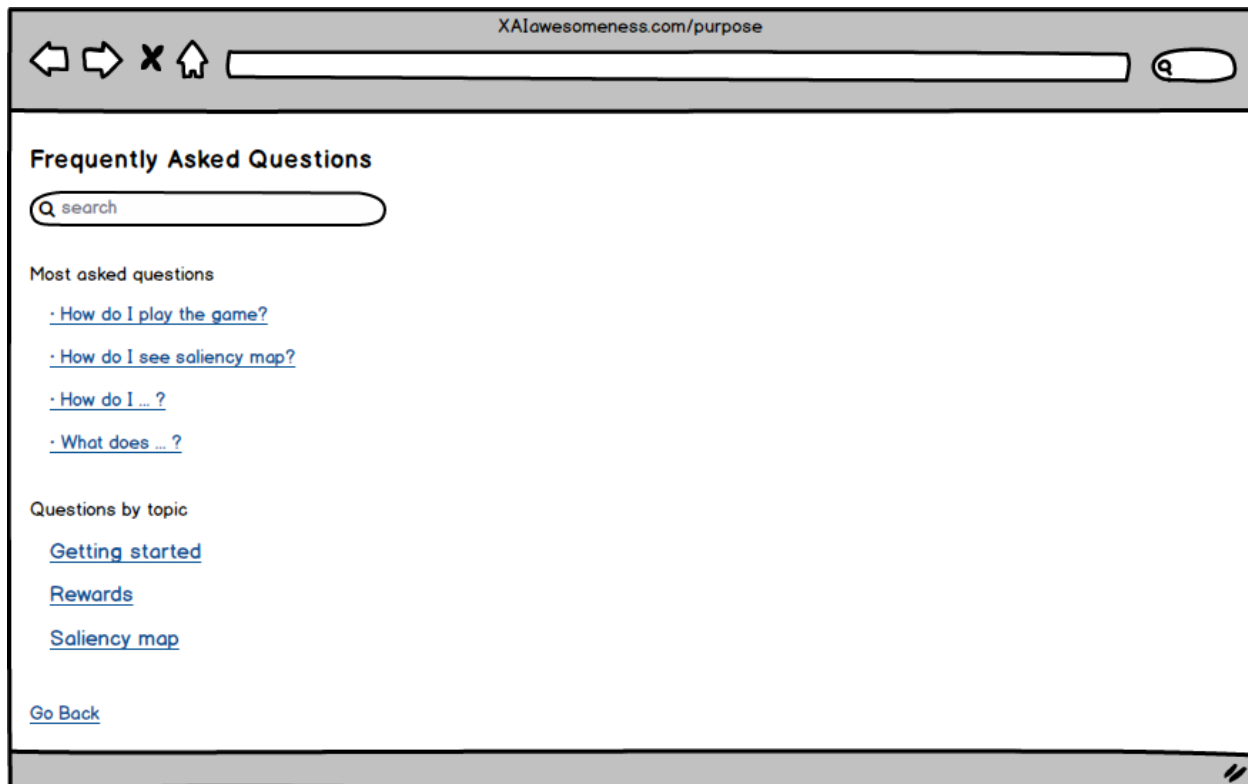 XAIawesomeness.com/purpose
Frequently Asked Questions
search
Most asked questions
· How do I play the game?
· How do I see saliency map?
· How do I ... ?
· What does ... ?
Questions by topic
Getting started
Rewards
Saliency map
Go Back